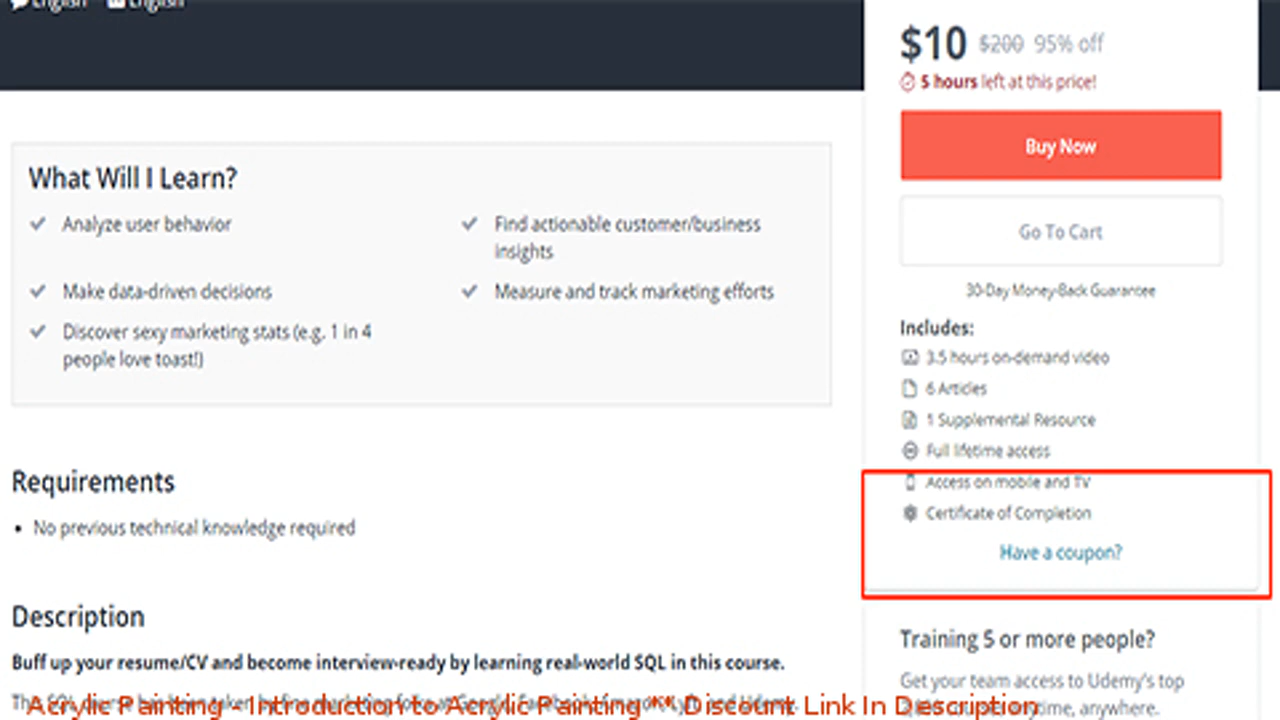 English English
What Will I Learn?
Analyze user behavior
Find actionable customer/business
insights
Make data-driven decisions
Measure and track marketing efforts
Discover sexy marketing stats (e.g. 1 in 4
people love toast!)
Requirements
• No previous technical knowledge required
Description
Buff up your resume/CV and become interview-ready by learning real-world SQL in this course.
$10 $200 95% off
5 hours left at this price!
Buy Now
Go To Cart
30-Day Money-Back Guarantee
Includes:
3.5 hours on-demand video
6 Articles
1 Supplemental Resource
Full lifetime access
Access on mobile and TV
Certificate of Completion
Have a coupon?
Training 5 or more people?
Get your team access to Udemy's top
anytime, anywhere.
Acrylic Painting - Introduction to Acrylic Painting ** Discount Link In Description